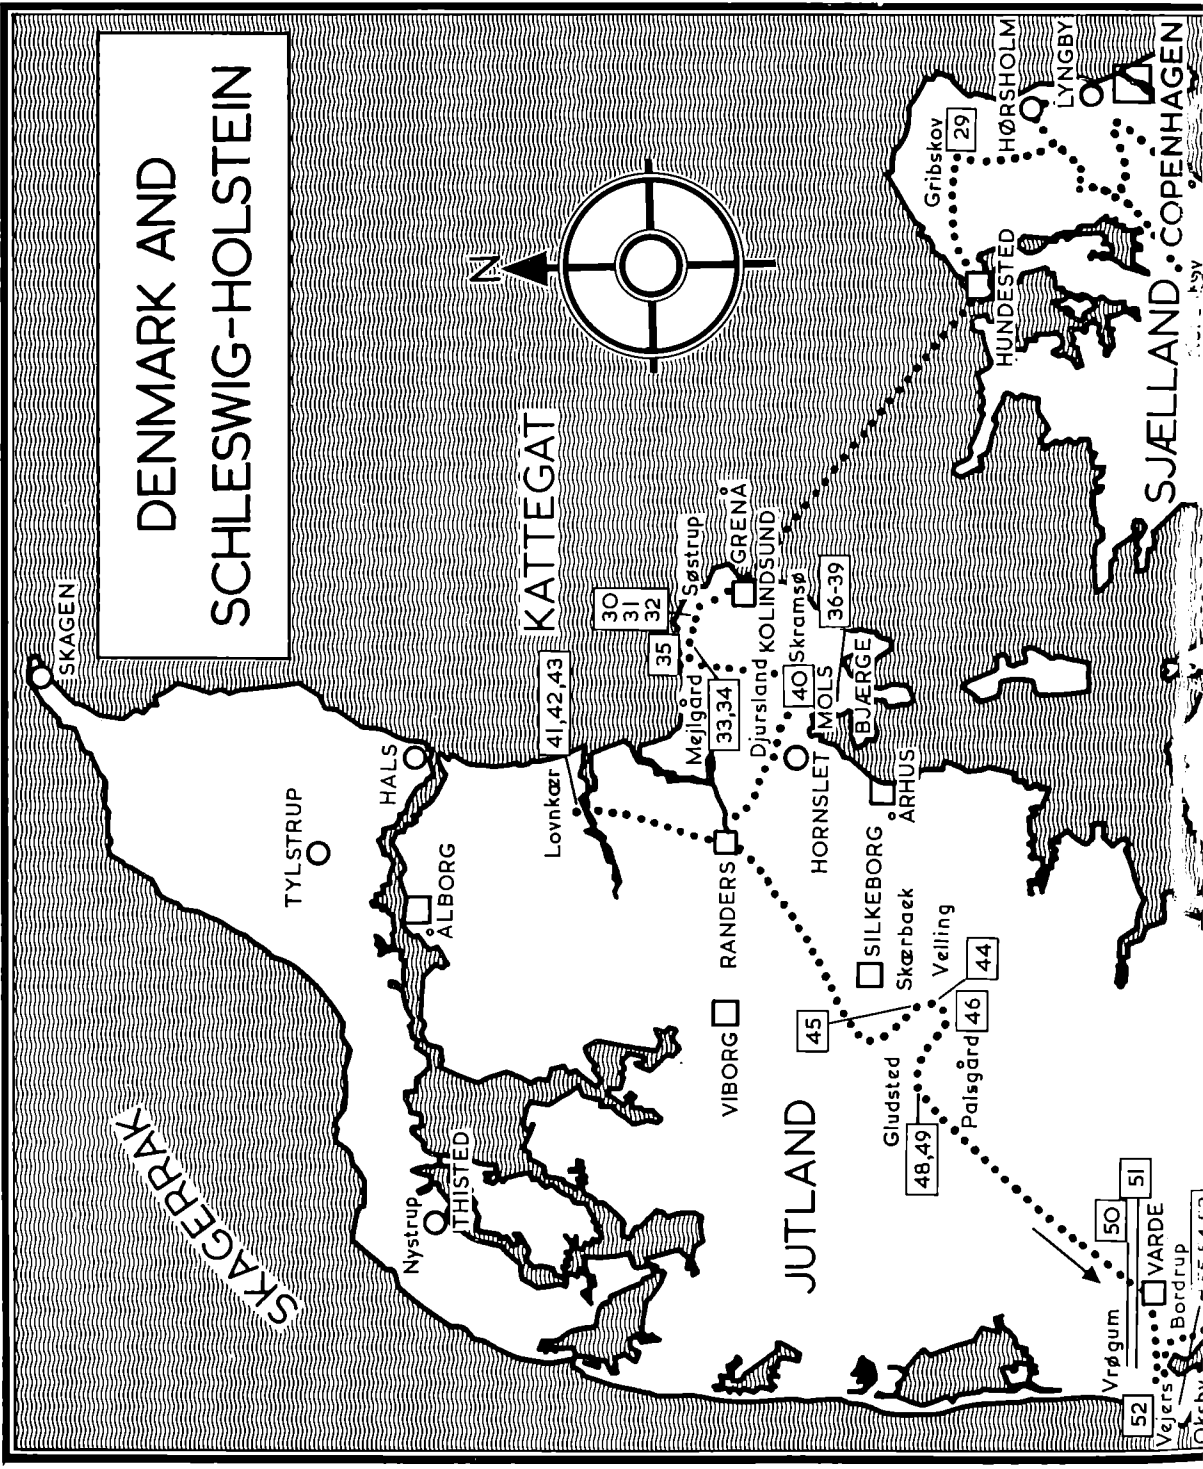 DENMARK AND
SCHLESWIG-HOLSTEIN
N
SKAGERRAK
KATTEGAT
SKAGEN
TYLSTRUP
HALS
ÅLBORG
Nystrup
THISTED
41,42,43
Lovnkær
30
31
32
35
Søstrup
GRENÅ
Mejlgård
33,34
KOLINDSUND
Djursland
Skramsø
40
36-39
MOLS
BJÆRGE
HORNSLET
ÅRHUS
RANDERS
VIBORG
SILKEBORG
Skærbaek
Velling
44
45
46
Palsgård
Gludsted
48,49
JUTLAND
50
51
VARDE
Bordrup
Vrøgum
52
Vejers
Gribskov
29
HØRSHOLM
LYNGBY
COPENHAGEN
HUNDESTED
SJÆLLAND